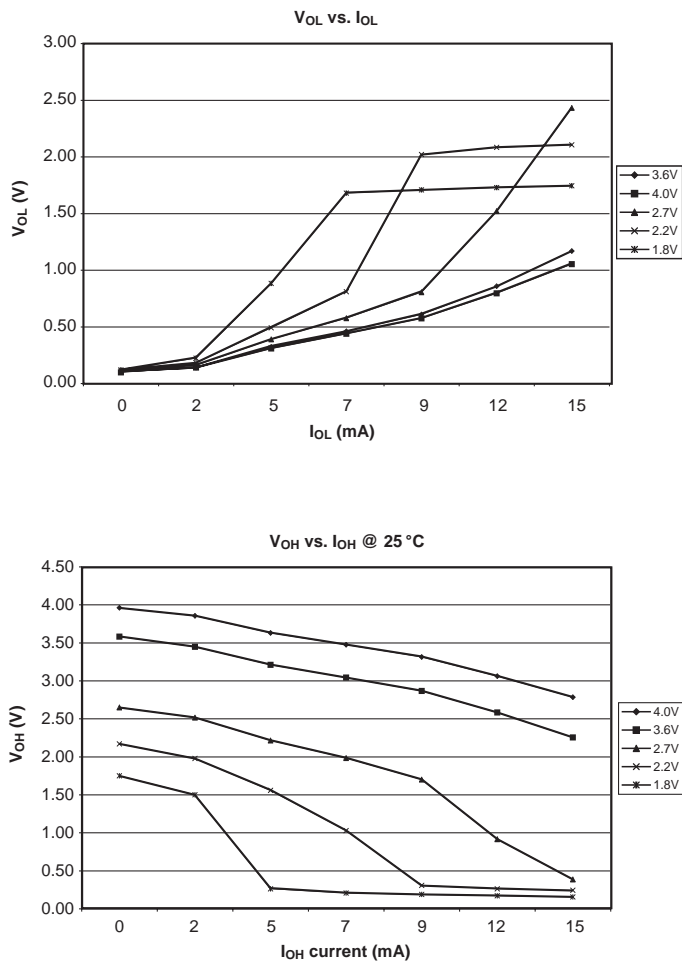 VOL vs. IOL
3.00
2.50
2.00
1.50
1.00
0.50
0.00
VOL (V)
0 2 5 7 9 12 15
IOL (mA)
3.6V
4.0V
2.7V
2.2V
1.8V
VOH vs. IOH @ 25 °C
4.50
4.00
3.50
3.00
2.50
2.00
1.50
1.00
0.50
0.00
VOH (V)
0 2 5 7 9 12 15
IOH current (mA)
4.0V
3.6V
2.7V
2.2V
1.8V